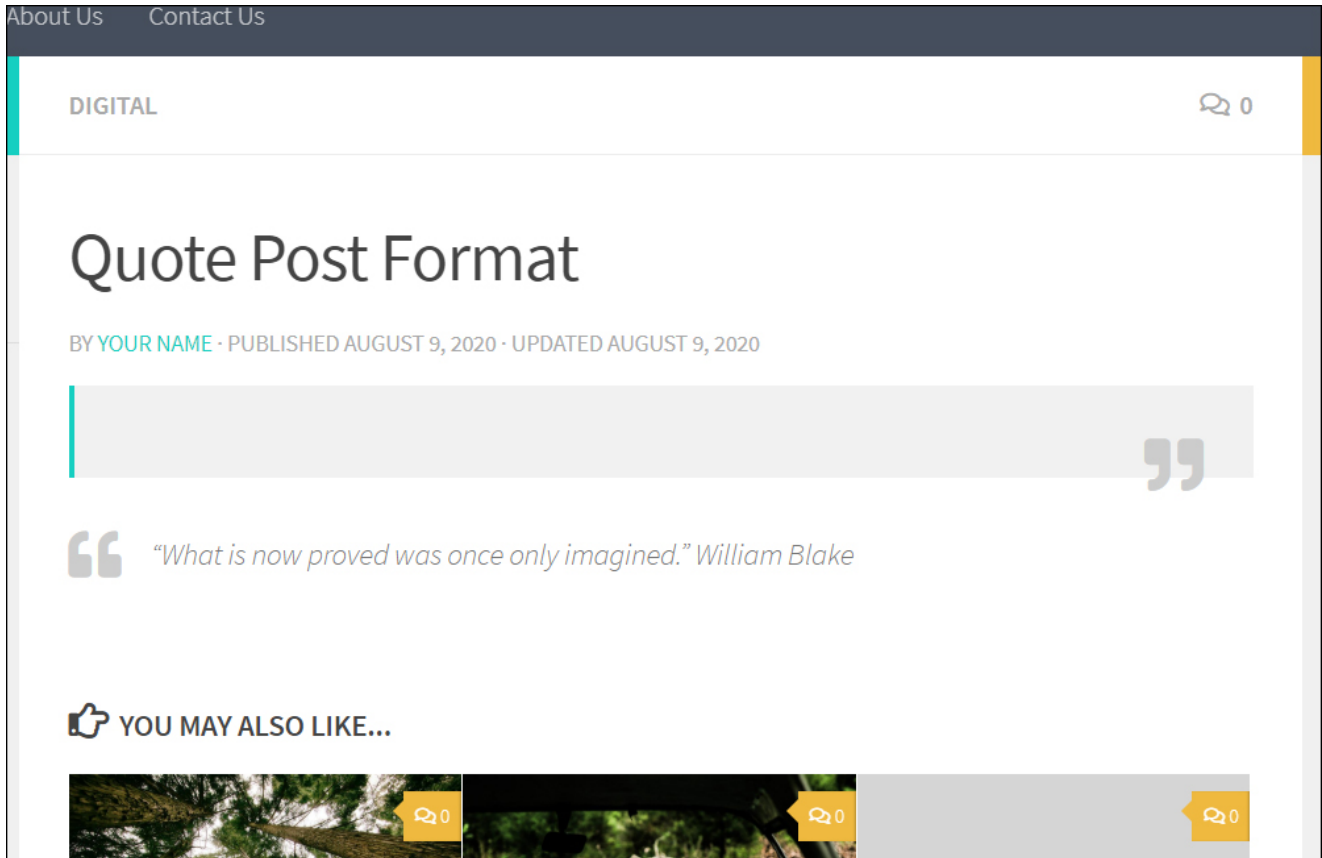 About Us Contact Us
DIGITAL 0
Quote Post Format
BY YOUR NAME · PUBLISHED AUGUST 9, 2020 · UPDATED AUGUST 9, 2020
“What is now proved was once only imagined.” William Blake
YOU MAY ALSO LIKE...
0 0 0